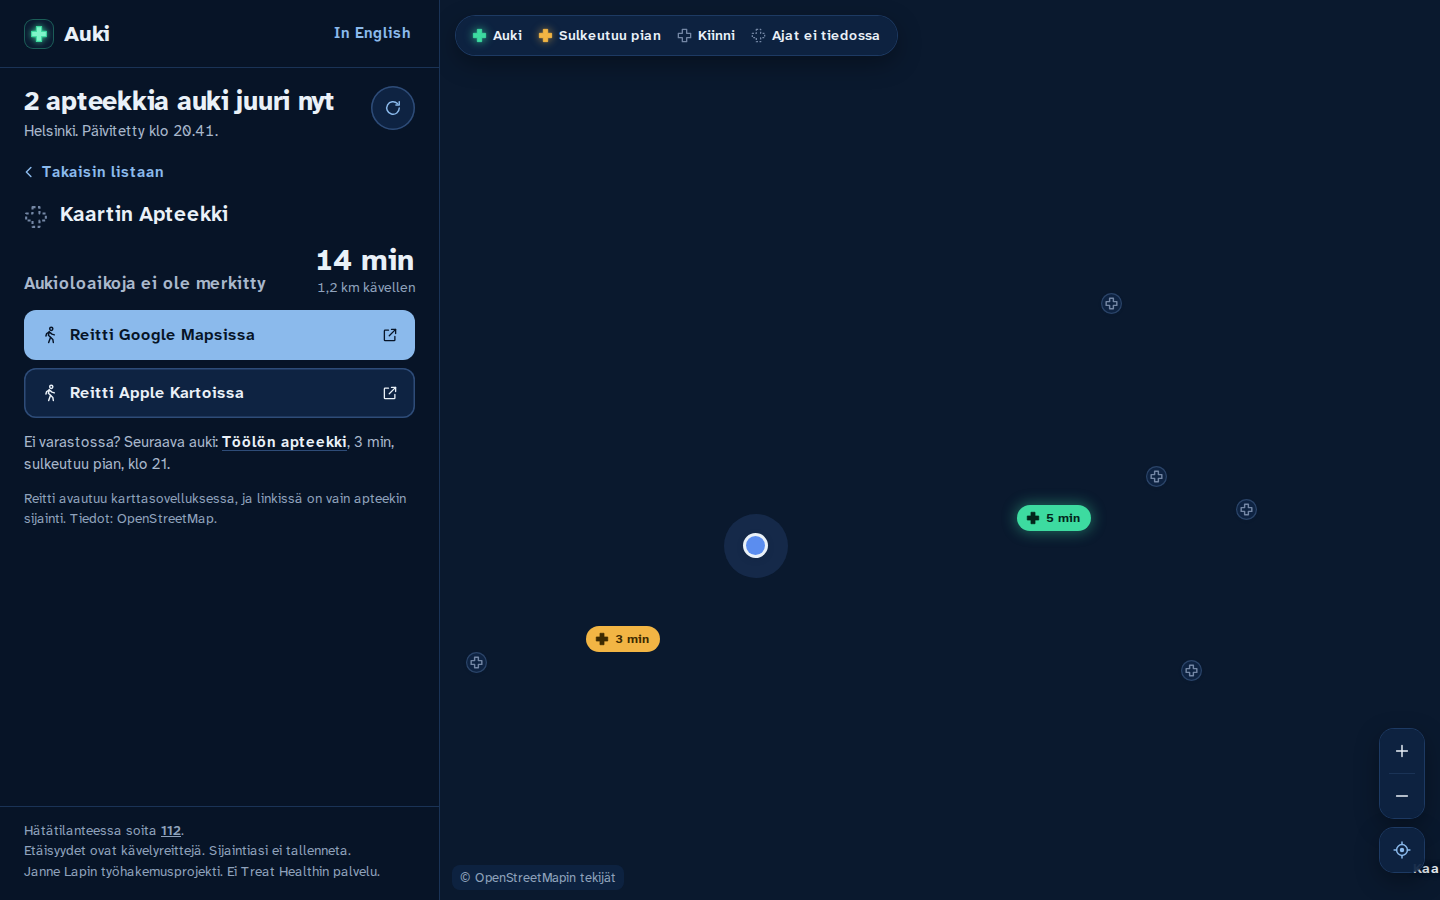 Auki
In English
2 apteekkia auki juuri nyt
Helsinki. Päivitetty klo 20.41.
Takaisin listaan
Kaartin Apteekki
Aukioloaikoja ei ole merkitty
14 min
1,2 km kävellen
Reitti Google Mapsissa
Reitti Apple Kartoissa
Ei varastossa? Seuraava auki: Töölön apteekki, 3 min,
sulkeutuu pian, klo 21.
Reitti avautuu karttasovelluksessa, ja linkissä on vain apteekin
sijainti. Tiedot: OpenStreetMap.
Hätätilanteessa soita 112.
Etäisyydet ovat kävelyreittejä. Sijaintiasi ei tallenneta.
Janne Lapin työhakemusprojekti. Ei Treat Healthin palvelu.
Auki Sulkeutuu pian Kiinni Ajat ei tiedossa
5 min
3 min
+
−
© OpenStreetMapin tekijät